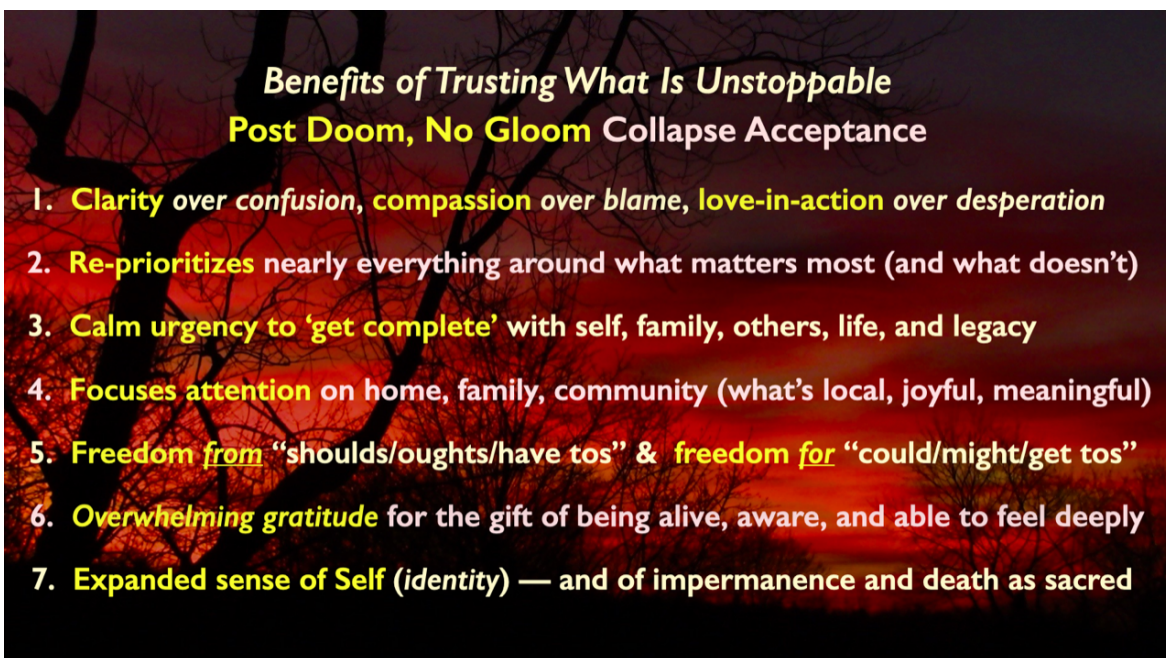 Benefits of Trusting What Is Unstoppable
Post Doom, No Gloom Collapse Acceptance
1. Clarity over confusion, compassion over blame, love-in-action over desperation
2. Re-prioritizes nearly everything around what matters most (and what doesn’t)
3. Calm urgency to ‘get complete’ with self, family, others, life, and legacy
4. Focuses attention on home, family, community (what’s local, joyful, meaningful)
5. Freedom from “shoulds/oughts/have tos” & freedom for “could/might/get tos”
6. Overwhelming gratitude for the gift of being alive, aware, and able to feel deeply
7. Expanded sense of Self (identity) — and of impermanence and death as sacred